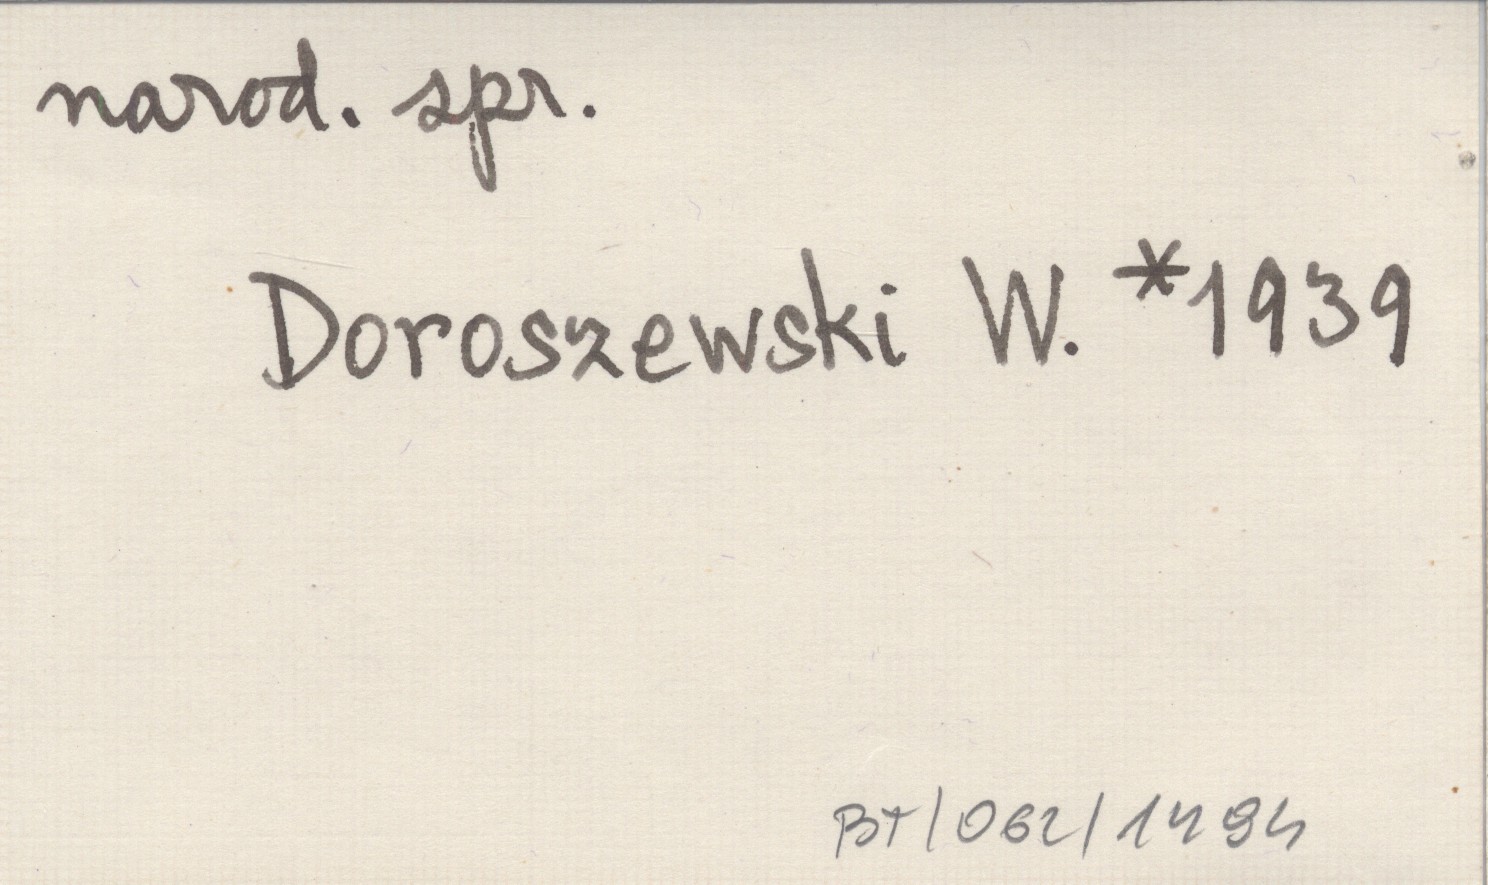 narod. spr.
Doroszewski W. *1939
BT/062/1494